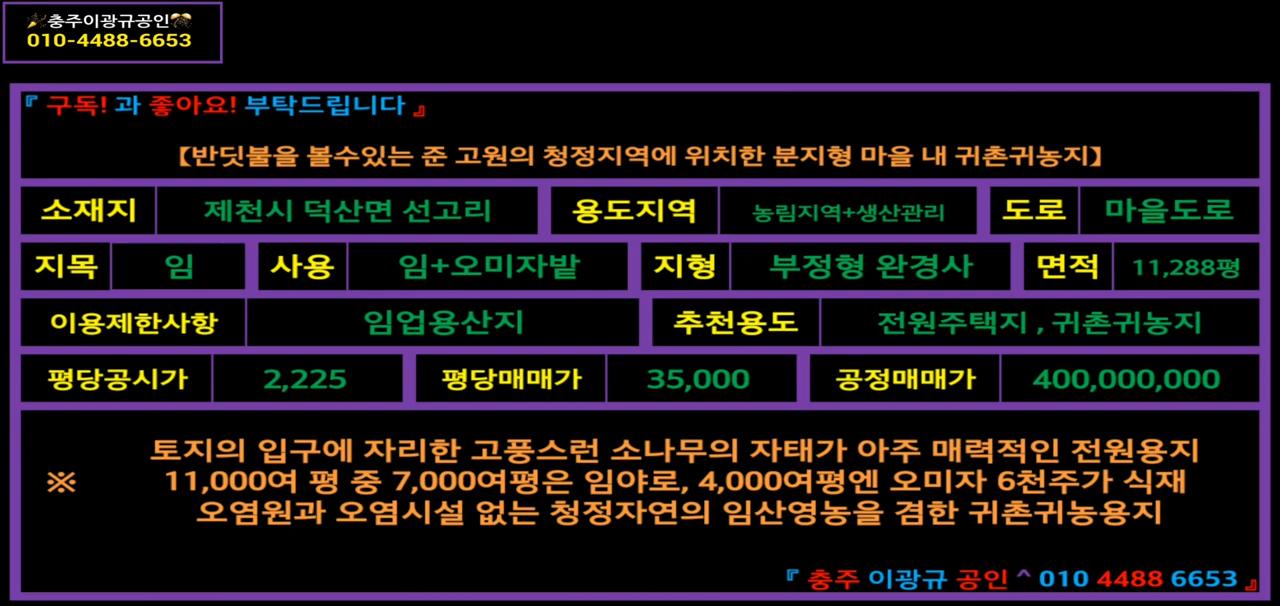 🎉충주이광규공인🎊
010-4488-6653
『 구독! 과 좋아요! 부탁드립니다 』
【반딧불을 볼수있는 준 고원의 청정지역에 위치한 분지형 마을 내 귀촌귀농지】
소재지 제천시 덕산면 선고리 용도지역 농림지역+생산관리 도로 마을도로
지목 임 사용 임+오미자밭 지형 부정형 완경사 면적 11,288평
이용제한사항 임업용산지 추천용도 전원주택지 , 귀촌귀농지
평당공시가 2,225 평당매매가 35,000 공정매매가 400,000,000
토지의 입구에 자리한 고풍스런 소나무의 자태가 아주 매력적인 전원용지
※ 11,000여 평 중 7,000여평은 임야로, 4,000여평엔 오미자 6천주가 식재
오염원과 오염시설 없는 청정자연의 임산영농을 겸한 귀촌귀농용지
『 충주 이광규 공인 ^ 010 4488 6653 』